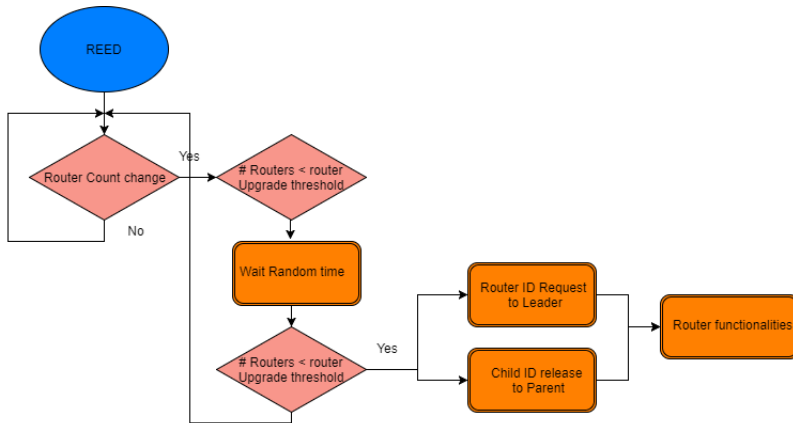 REED
Router Count change
Yes
No
# Routers < router
Upgrade threshold
Wait Random time
# Routers < router
Upgrade threshold
Yes
Router ID Request
to Leader
Child ID release
to Parent
Router functionalities